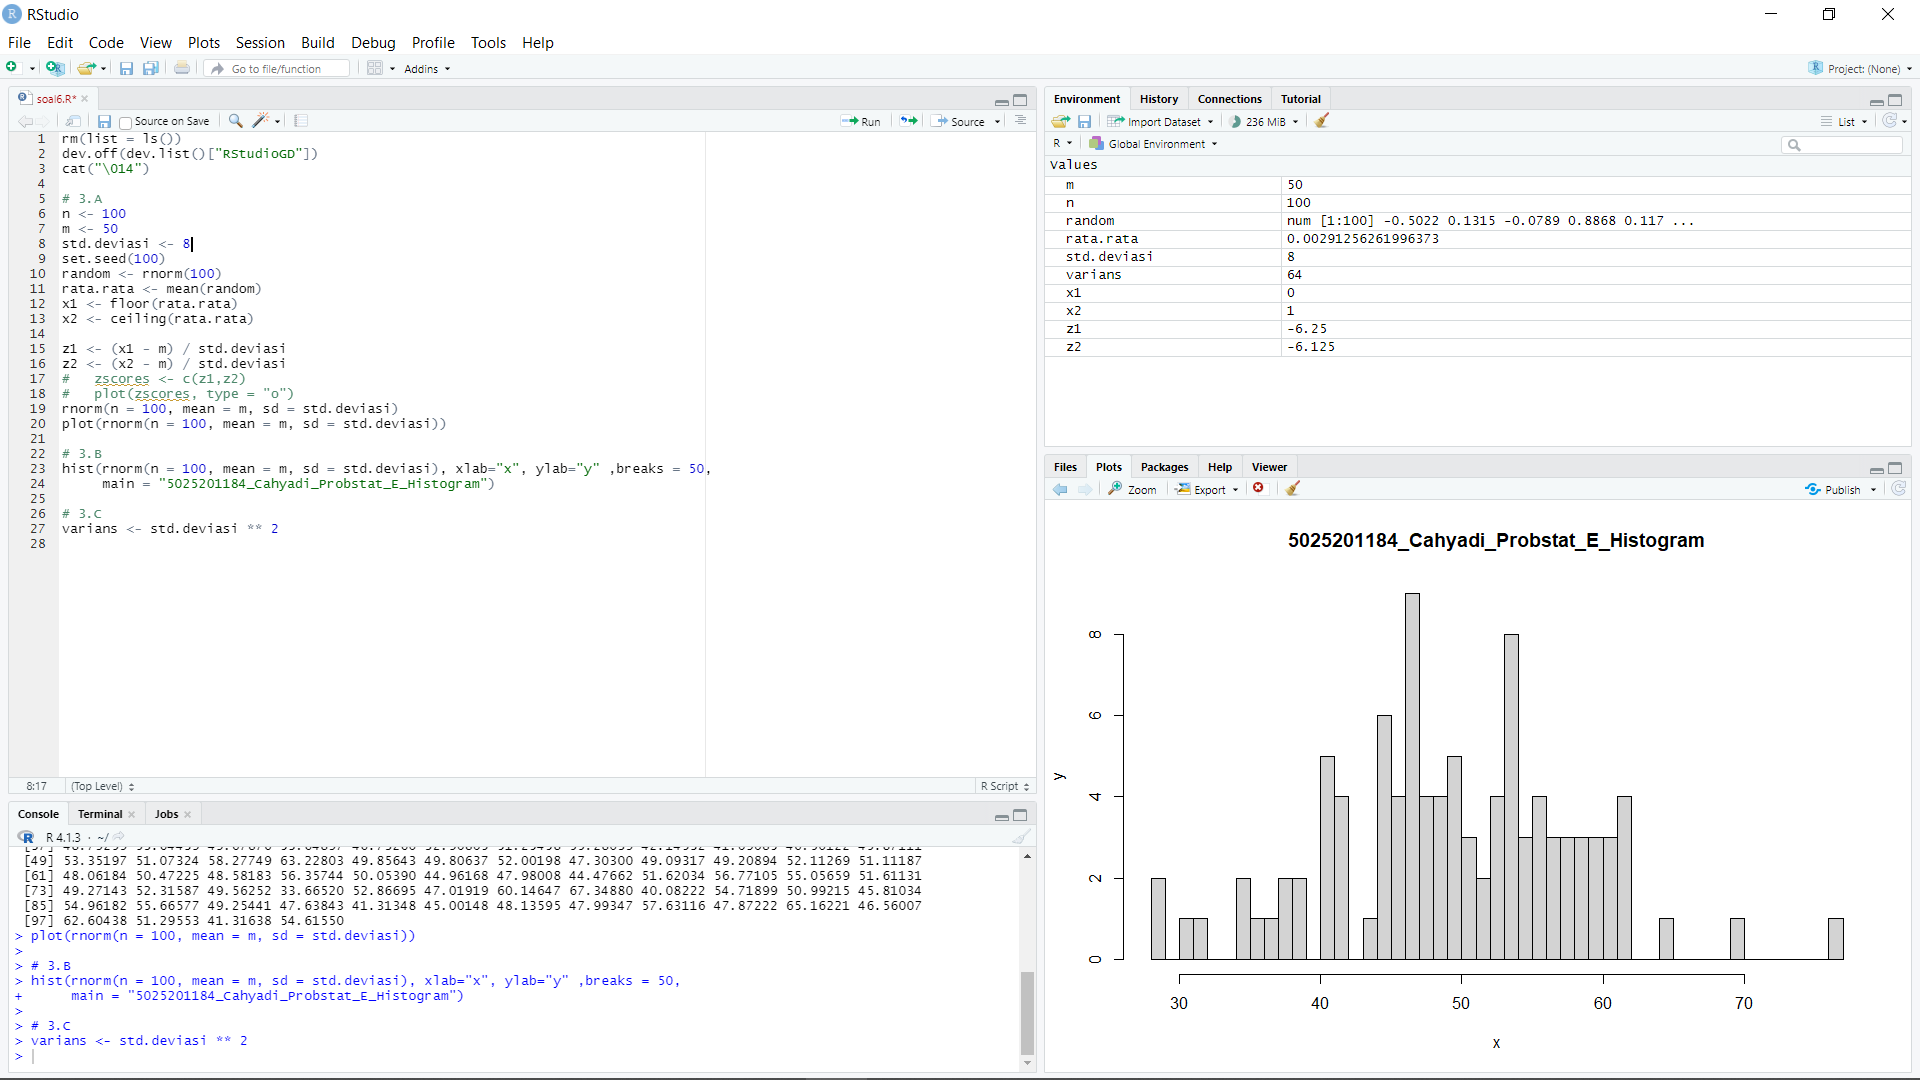 RStudio
File Edit Code View Plots Session Build Debug Profile Tools Help
Go to file/function Addins Project: (None)
soal6.R*
Source on Save Run Source
1 rm(list = ls())
2 dev.off(dev.list()["RStudioGD"])
3 cat("\014")
4
5 # 3.A
6 n <- 100
7 m <- 50
8 std.deviasi <- 8
9 set.seed(100)
10 random <- rnorm(100)
11 rata.rata <- mean(random)
12 x1 <- floor(rata.rata)
13 x2 <- ceiling(rata.rata)
14
15 z1 <- (x1 - m) / std.deviasi
16 z2 <- (x2 - m) / std.deviasi
17 #   zscores <- c(z1,z2)
18 #   plot(zscores, type = "o")
19 rnorm(n = 100, mean = m, sd = std.deviasi)
20 plot(rnorm(n = 100, mean = m, sd = std.deviasi))
21
22 # 3.B
23 hist(rnorm(n = 100, mean = m, sd = std.deviasi), xlab="x", ylab="y" ,breaks = 50,
24      main = "5025201184_Cahyadi_Probstat_E_Histogram")
25
26 # 3.C
27 varians <- std.deviasi ** 2
28
8:17 (Top Level) R Script
Console Terminal Jobs
R 4.1.3 · ~/
[49] 53.35197 51.07324 58.27749 63.22803 49.85643 49.80637 52.00198 47.30300 49.09317 49.20894 52.11269 51.11187
[61] 48.06184 50.47225 48.58183 56.35744 50.05390 44.96168 47.98008 44.47662 51.62034 56.77105 55.05659 51.61131
[73] 49.27143 52.31587 49.56252 33.66520 52.86695 47.01919 60.14647 67.34880 40.08222 54.71899 50.99215 45.81034
[85] 54.96182 55.66577 49.25441 47.63843 41.31348 45.00148 48.13595 47.99347 57.63116 47.87222 65.16221 46.56007
[97] 62.60438 51.29553 41.31638 54.61550
> plot(rnorm(n = 100, mean = m, sd = std.deviasi))
>
> # 3.B
> hist(rnorm(n = 100, mean = m, sd = std.deviasi), xlab="x", ylab="y" ,breaks = 50,
+      main = "5025201184_Cahyadi_Probstat_E_Histogram")
>
> # 3.C
> varians <- std.deviasi ** 2
>
Environment History Connections Tutorial
Import Dataset 236 MiB List
R Global Environment
Values
m 50
n 100
random num [1:100] -0.5022 0.1315 -0.0789 0.8868 0.117 ...
rata.rata 0.00291256261996373
std.deviasi 8
varians 64
x1 0
x2 1
z1 -6.25
z2 -6.125
Files Plots Packages Help Viewer
Zoom Export Publish
5025201184_Cahyadi_Probstat_E_Histogram
8
6
y
4
2
0
30 40 50 60 70
x